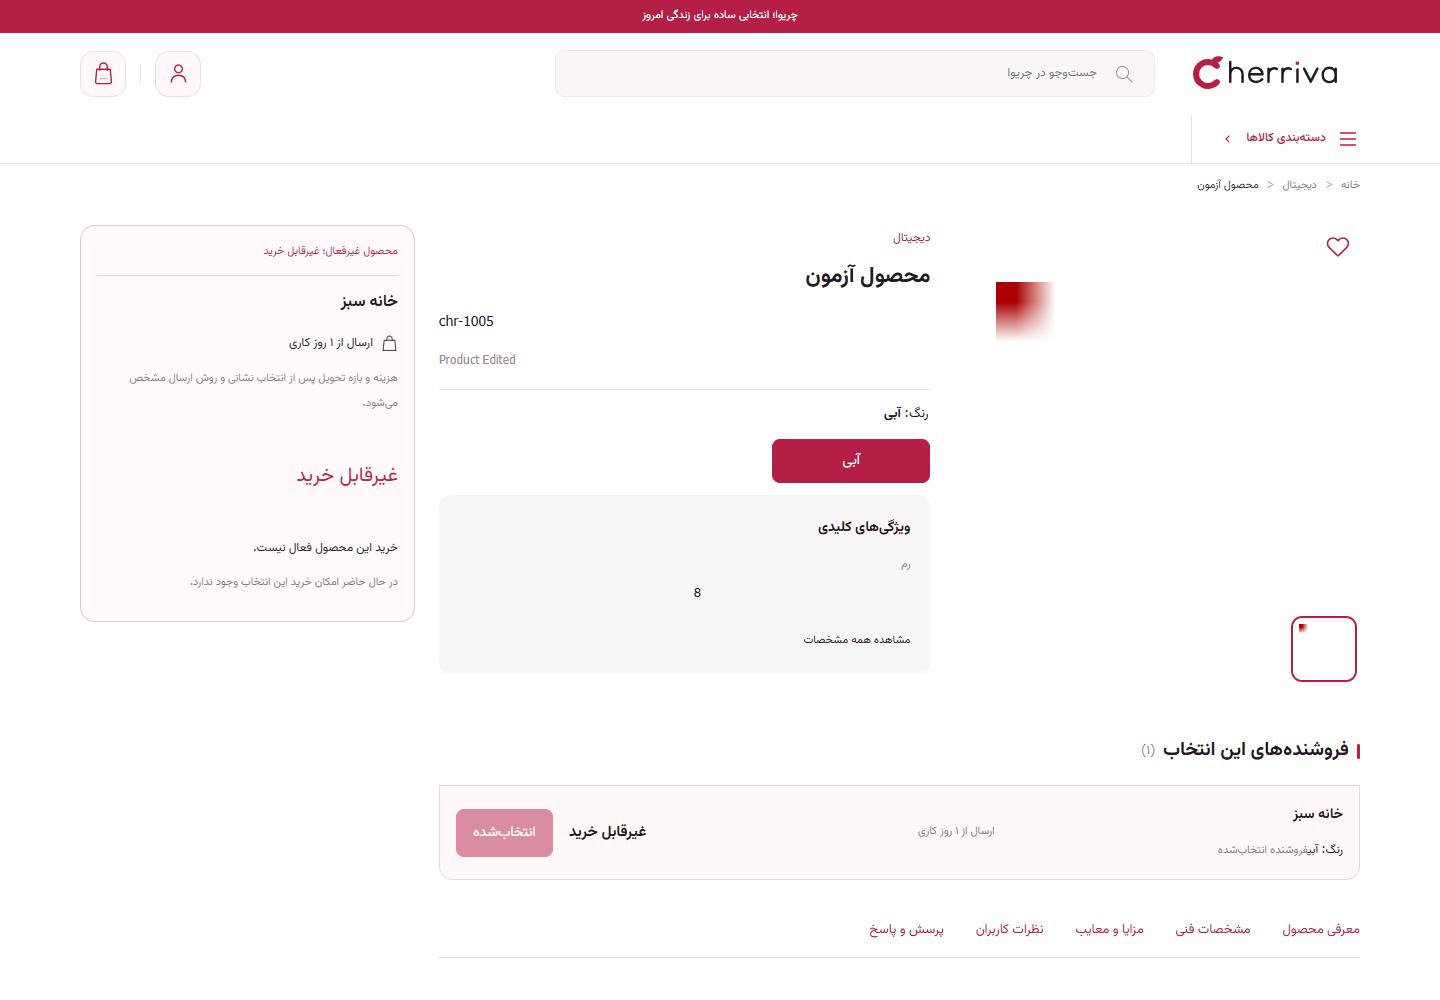 چریوا؛ انتخابی ساده برای زندگی امروز
herriva
جست‌وجو در چریوا
دسته‌بندی کالاها
خانه > دیجیتال > محصول آزمون
دیجیتال
محصول آزمون
chr-1005
Product Edited
رنگ: آبی
آبی
ویژگی‌های کلیدی
رم
8
مشاهده همه مشخصات
محصول غیرفعال؛ غیرقابل خرید
خانه سبز
ارسال از ۱ روز کاری
هزینه و بازه تحویل پس از انتخاب نشانی و روش ارسال مشخص
می‌شود.
غیرقابل خرید
خرید این محصول فعال نیست.
در حال حاضر امکان خرید این انتخاب وجود ندارد.
فروشنده‌های این انتخاب (۱)
خانه سبز
رنگ: آبیفروشنده انتخاب‌شده
ارسال از ۱ روز کاری
غیرقابل خرید
انتخاب‌شده
معرفی محصول
مشخصات فنی
مزایا و معایب
نظرات کاربران
پرسش و پاسخ